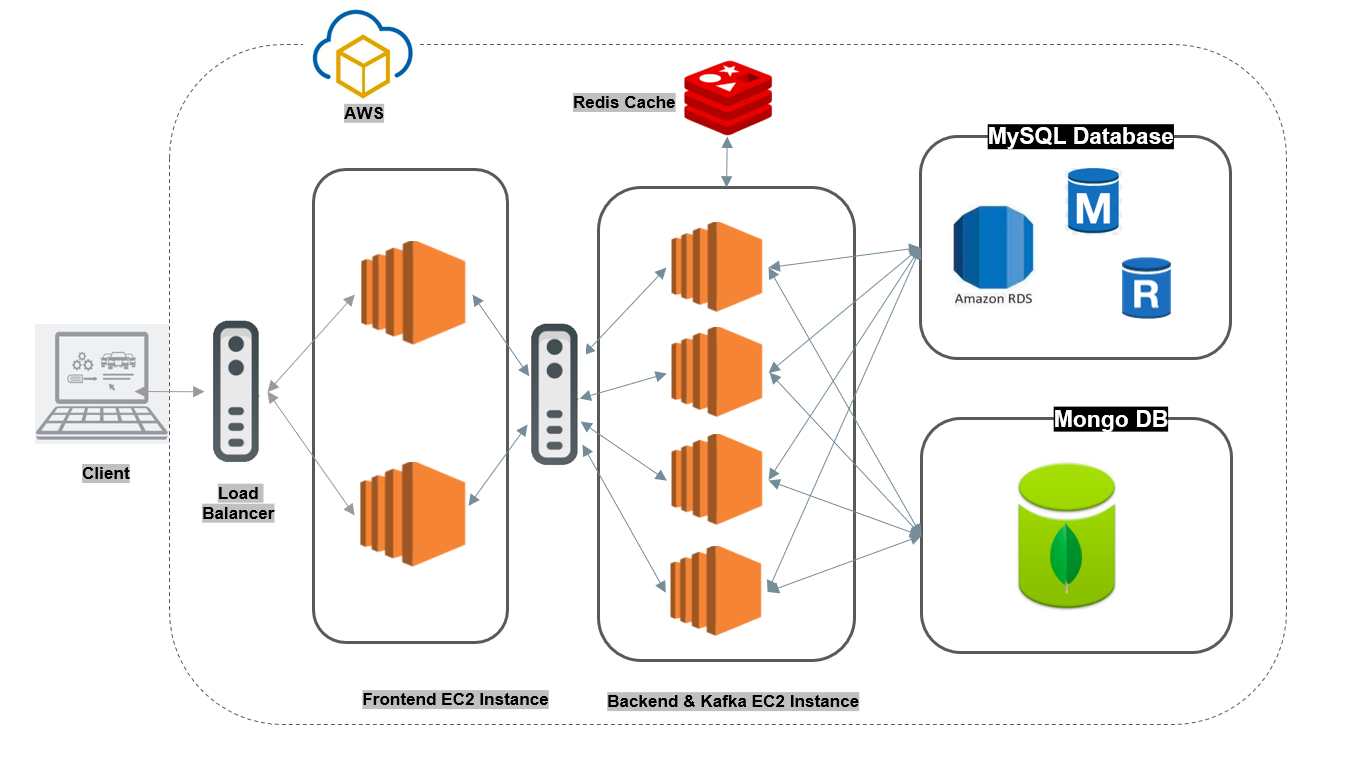 AWS
Redis Cache
MySQL Database
M
R
Amazon RDS
Mongo DB
Client
Load
Balancer
Frontend EC2 Instance
Backend & Kafka EC2 Instance